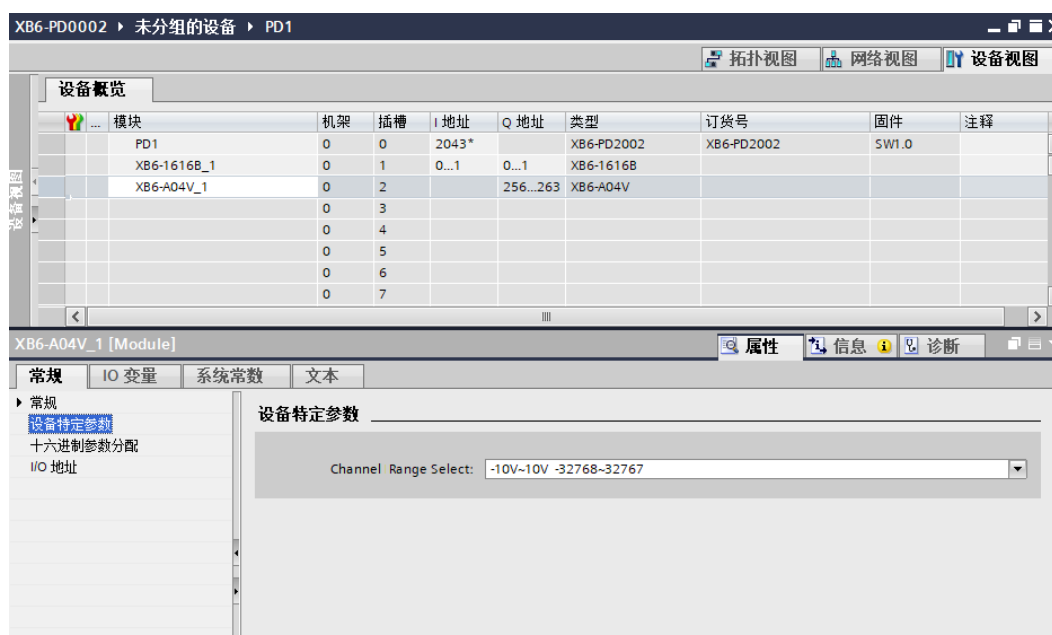 XB6-PD0002 ▸ 未分组的设备 ▸ PD1
拓扑视图 网络视图 设备视图
设备概览
... 模块 机架 插槽 I 地址 Q 地址 类型 订货号 固件 注释
PD1 0 0 2043* XB6-PD2002 XB6-PD2002 SW1.0
XB6-1616B_1 0 1 0...1 0...1 XB6-1616B
XB6-A04V_1 0 2 256...263 XB6-A04V
0 3
0 4
0 5
0 6
0 7
设备视图
XB6-A04V_1 [Module]
属性 信息 诊断
常规 IO 变量 系统常数 文本
常规
设备特定参数
十六进制参数分配
I/O 地址
设备特定参数
Channel Range Select: -10V~10V -32768~32767